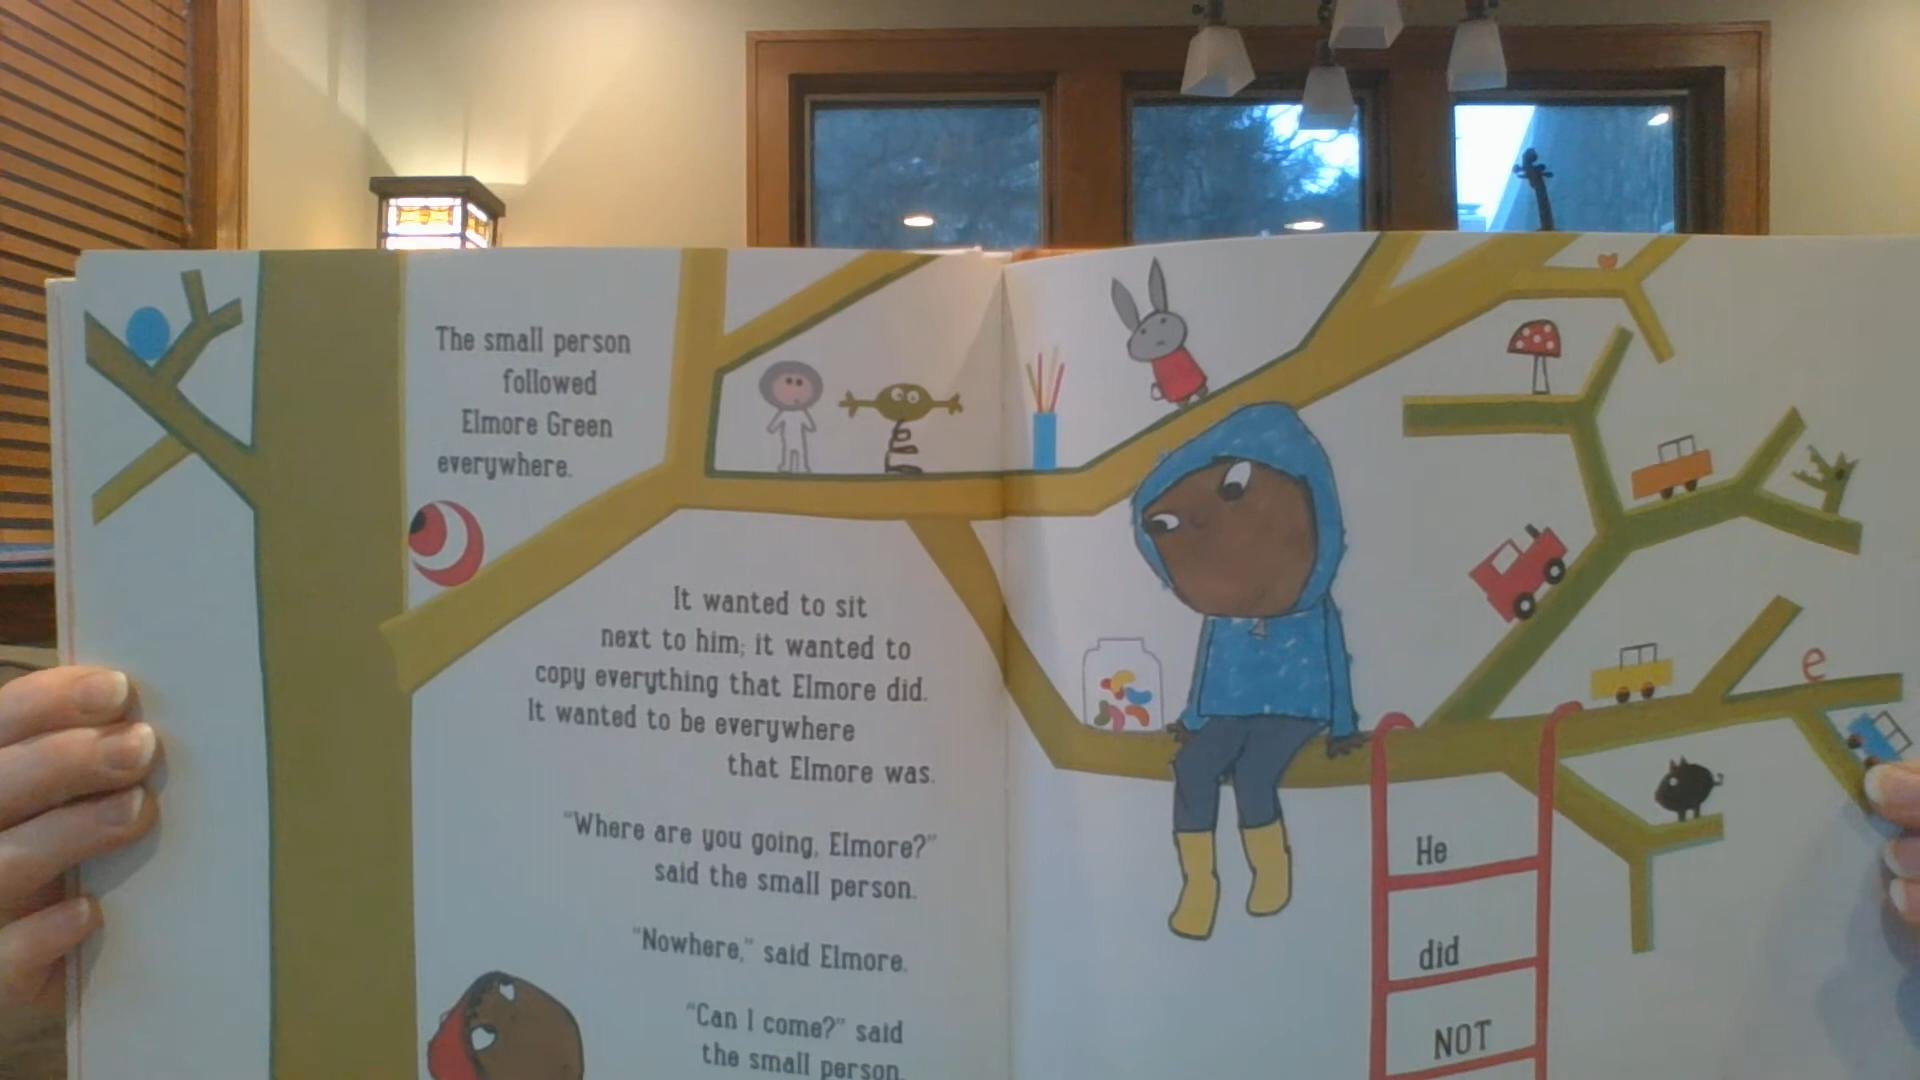 The small person
followed
Elmore Green
everywhere.
It wanted to sit
next to him; it wanted to
copy everything that Elmore did.
It wanted to be everywhere
that Elmore was.
“Where are you going, Elmore?”
said the small person.
“Nowhere,” said Elmore.
“Can I come?” said
the small person.
e
He
did
NOT